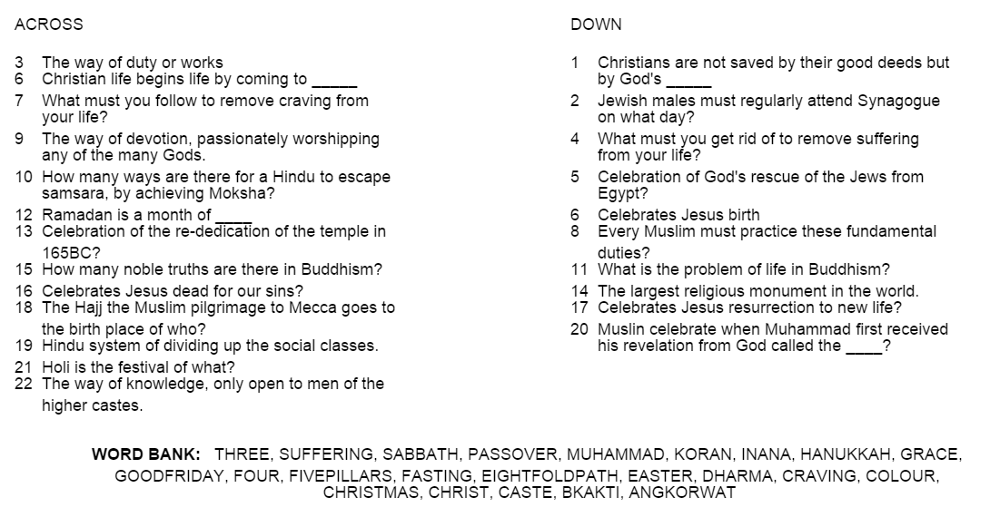 ACROSS
3 The way of duty or works
6 Christian life begins life by coming to _____
7 What must you follow to remove craving from
your life?
9 The way of devotion, passionately worshipping
any of the many Gods.
10 How many ways are there for a Hindu to escape
samsara, by achieving Moksha?
12 Ramadan is a month of ____
13 Celebration of the re-dedication of the temple in
165BC?
15 How many noble truths are there in Buddhism?
16 Celebrates Jesus dead for our sins?
18 The Hajj the Muslim pilgrimage to Mecca goes to
the birth place of who?
19 Hindu system of dividing up the social classes.
21 Holi is the festival of what?
22 The way of knowledge, only open to men of the
higher castes.
DOWN
1 Christians are not saved by their good deeds but
by God's _____
2 Jewish males must regularly attend Synagogue
on what day?
4 What must you get rid of to remove suffering
from your life?
5 Celebration of God's rescue of the Jews from
Egypt?
6 Celebrates Jesus birth
8 Every Muslim must practice these fundamental
duties?
11 What is the problem of life in Buddhism?
14 The largest religious monument in the world.
17 Celebrates Jesus resurrection to new life?
20 Muslin celebrate when Muhammad first received
his revelation from God called the ____?
WORD BANK: THREE, SUFFERING, SABBATH, PASSOVER, MUHAMMAD, KORAN, INANA, HANUKKAH, GRACE,
GOODFRIDAY, FOUR, FIVEPILLARS, FASTING, EIGHTFOLDPATH, EASTER, DHARMA, CRAVING, COLOUR,
CHRISTMAS, CHRIST, CASTE, BKAKTI, ANGKORWAT